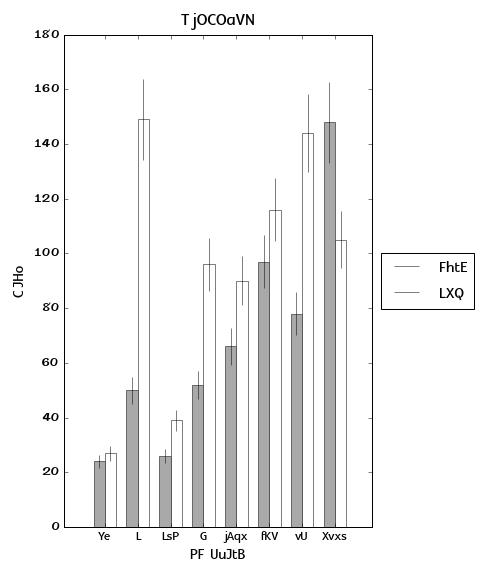 T jOCOaVN
180
160
140
120
100
80
60
40
20
0
CJHo
Ye L LsP G jAqx fKV vU Xvxs
PF UuJtB
FhtE
LXQ